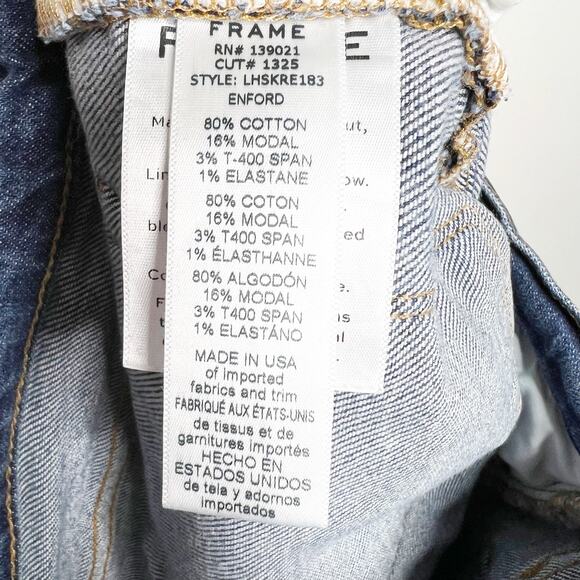 FRAME
RN# 139021
CUT# 1325
STYLE: LHSKRE183
ENFORD
80% COTTON
16% MODAL
3% T-400 SPAN
1% ELASTANE
80% COTON
16% MODAL
3% T400 SPAN
1% ÉLASTHANNE
80% ALGODÓN
16% MODAL
3% T400 SPAN
1% ELASTÁNO
MADE IN USA
of imported
fabrics and trim
FABRIQUÉ AUX ÉTATS-UNIS
de tissus et de
garnitures importés
HECHO EN
ESTADOS UNIDOS
de tela y adornos
importados